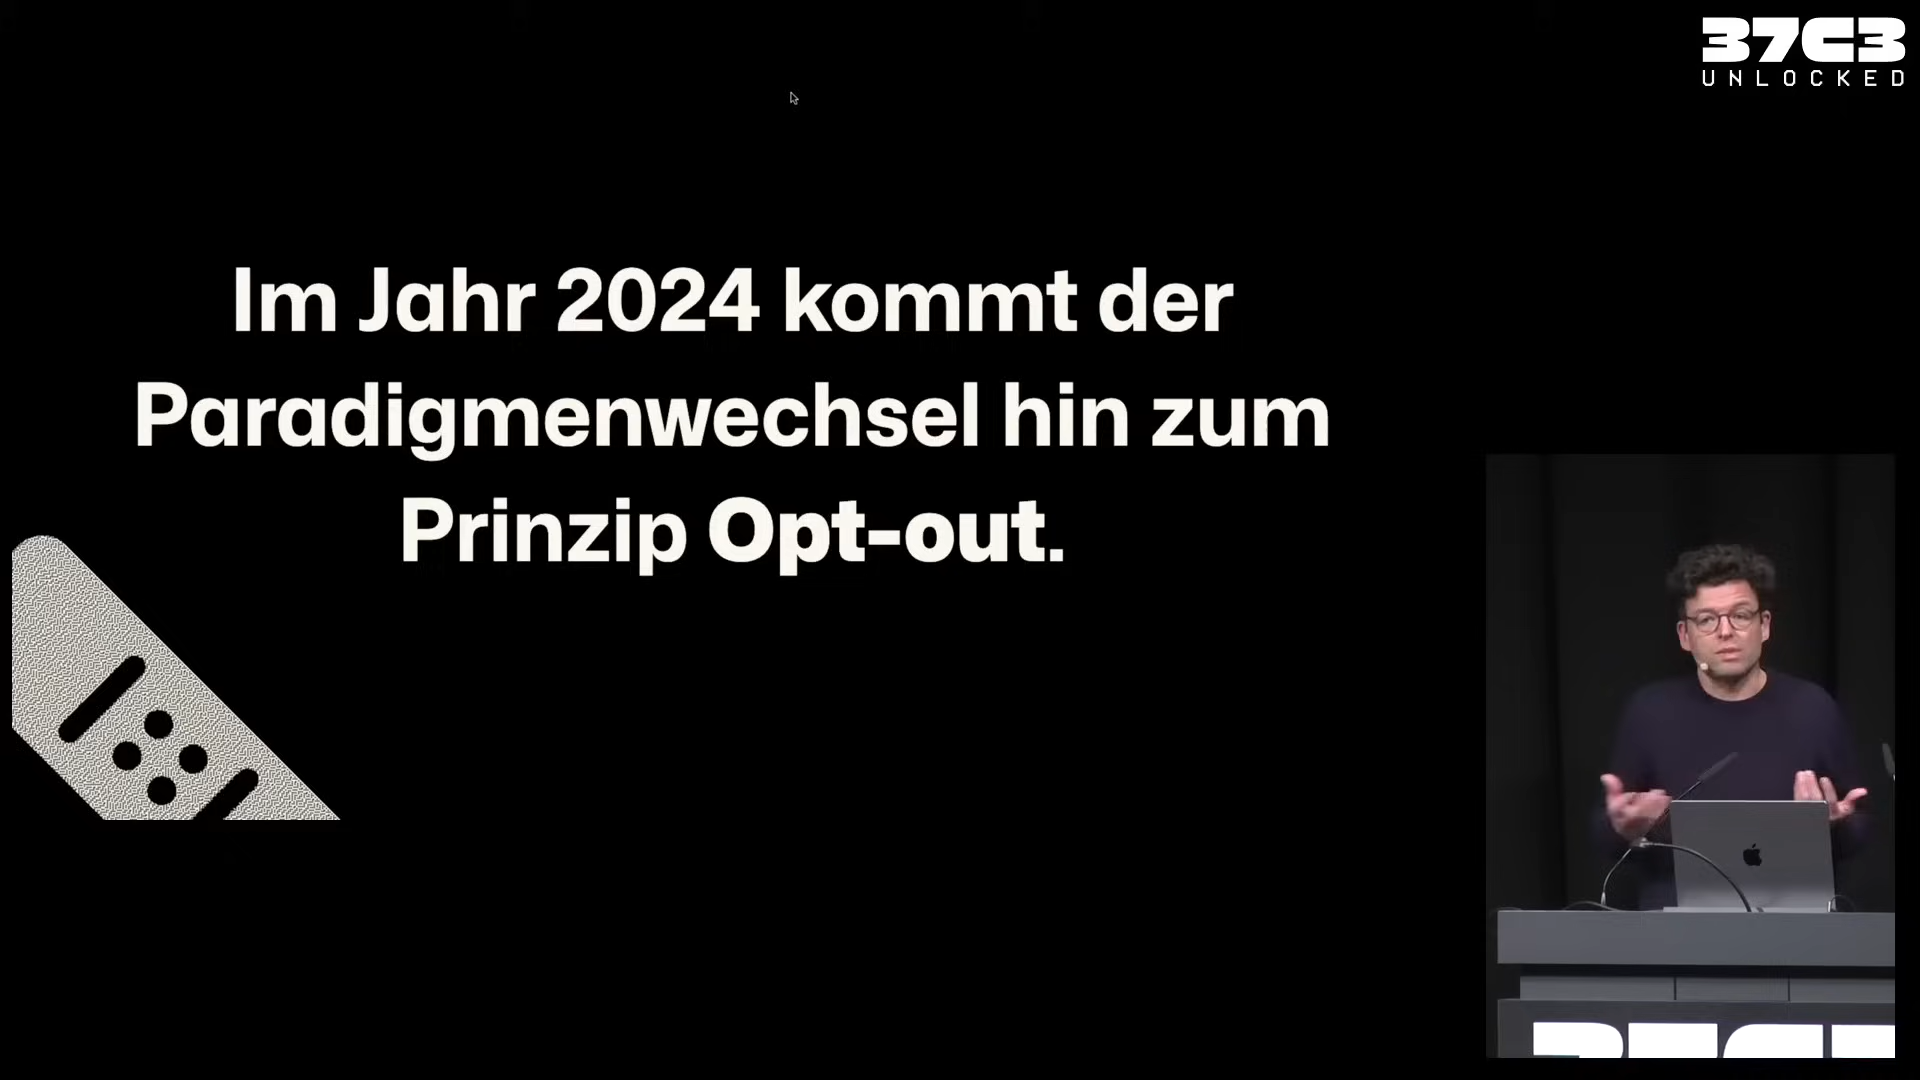 37C3
UNLOCKED
Im Jahr 2024 kommt der
Paradigmenwechsel hin zum
Prinzip Opt-out.